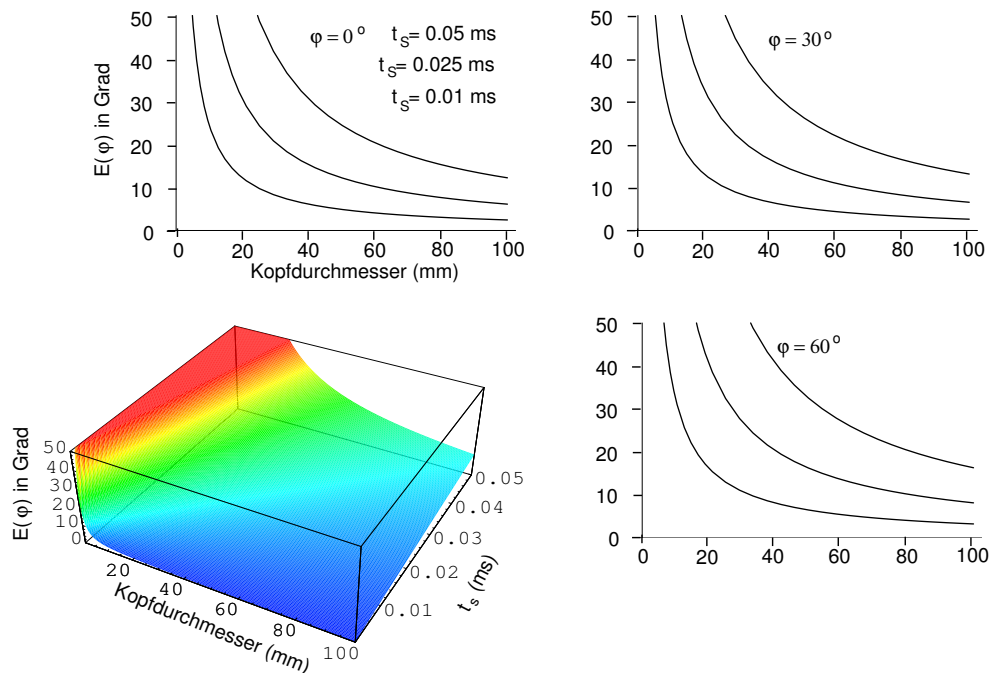 50
40
30
20
10
0
E(φ) in Grad
φ = 0°
t_S= 0.05 ms
t_S= 0.025 ms
t_S= 0.01 ms
0 20 40 60 80 100
Kopfdurchmesser (mm)
50
40
30
20
10
0
φ = 30°
0 20 40 60 80 100
50
40
30
20
10
0
E(φ) in Grad
20 40 60 80 100
Kopfdurchmesser (mm)
0.01 0.02 0.03 0.04 0.05
t_s (ms)
50
40
30
20
10
0
φ = 60°
0 20 40 60 80 100